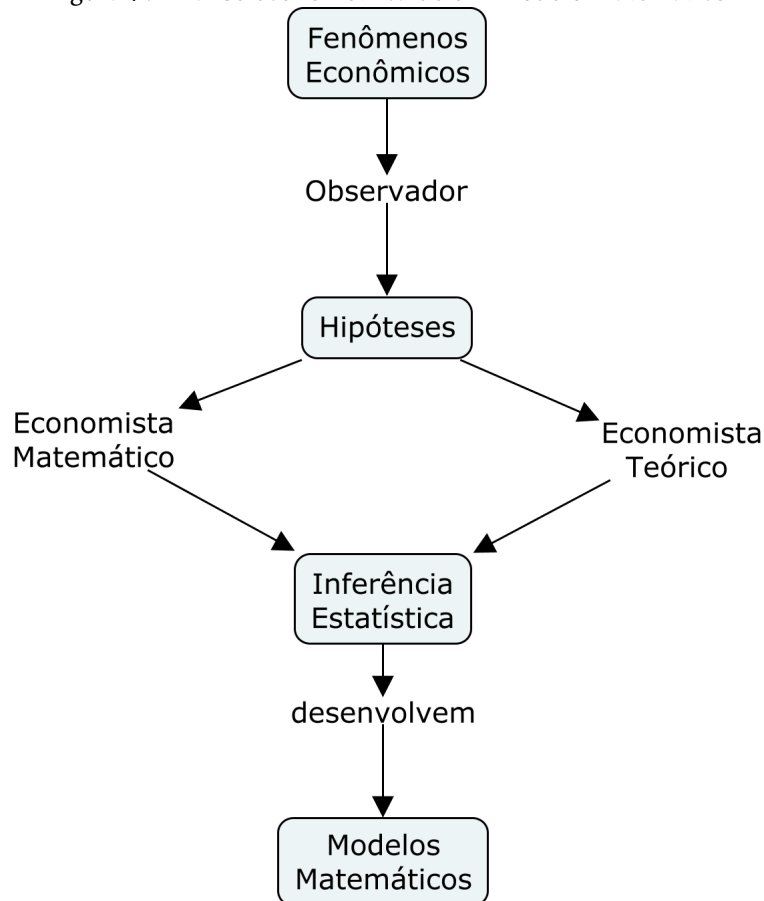 Fenômenos
Econômicos
Observador
Hipóteses
Economista
Matemático
Economista
Teórico
Inferência
Estatística
desenvolvem
Modelos
Matemáticos